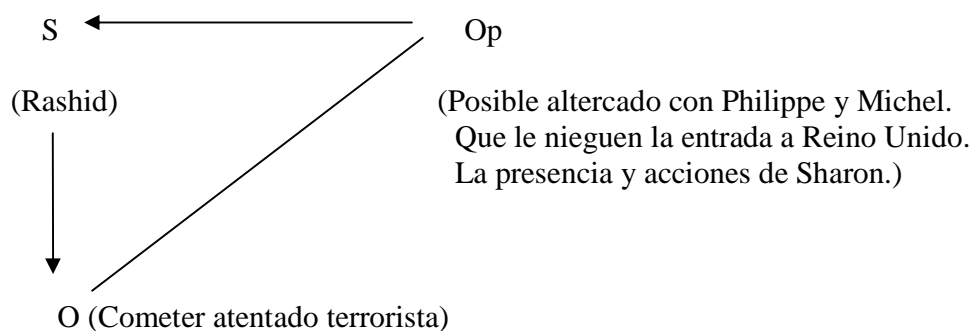 S Op
(Rashid) (Posible altercado con Philippe y Michel.
Que le nieguen la entrada a Reino Unido.
La presencia y acciones de Sharon.)
O (Cometer atentado terrorista)